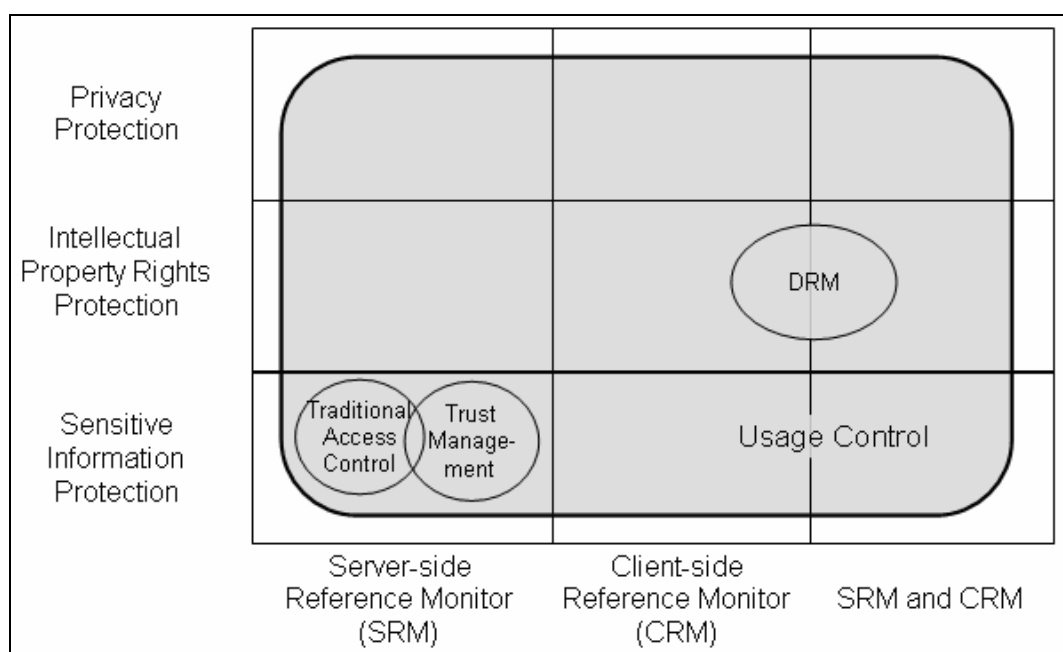 Privacy
Protection
Intellectual
Property Rights
Protection
DRM
Sensitive
Information
Protection
Traditional
Access
Control
Trust
Manage-
ment
Usage Control
Server-side
Reference Monitor
(SRM)
Client-side
Reference Monitor
(CRM)
SRM and CRM